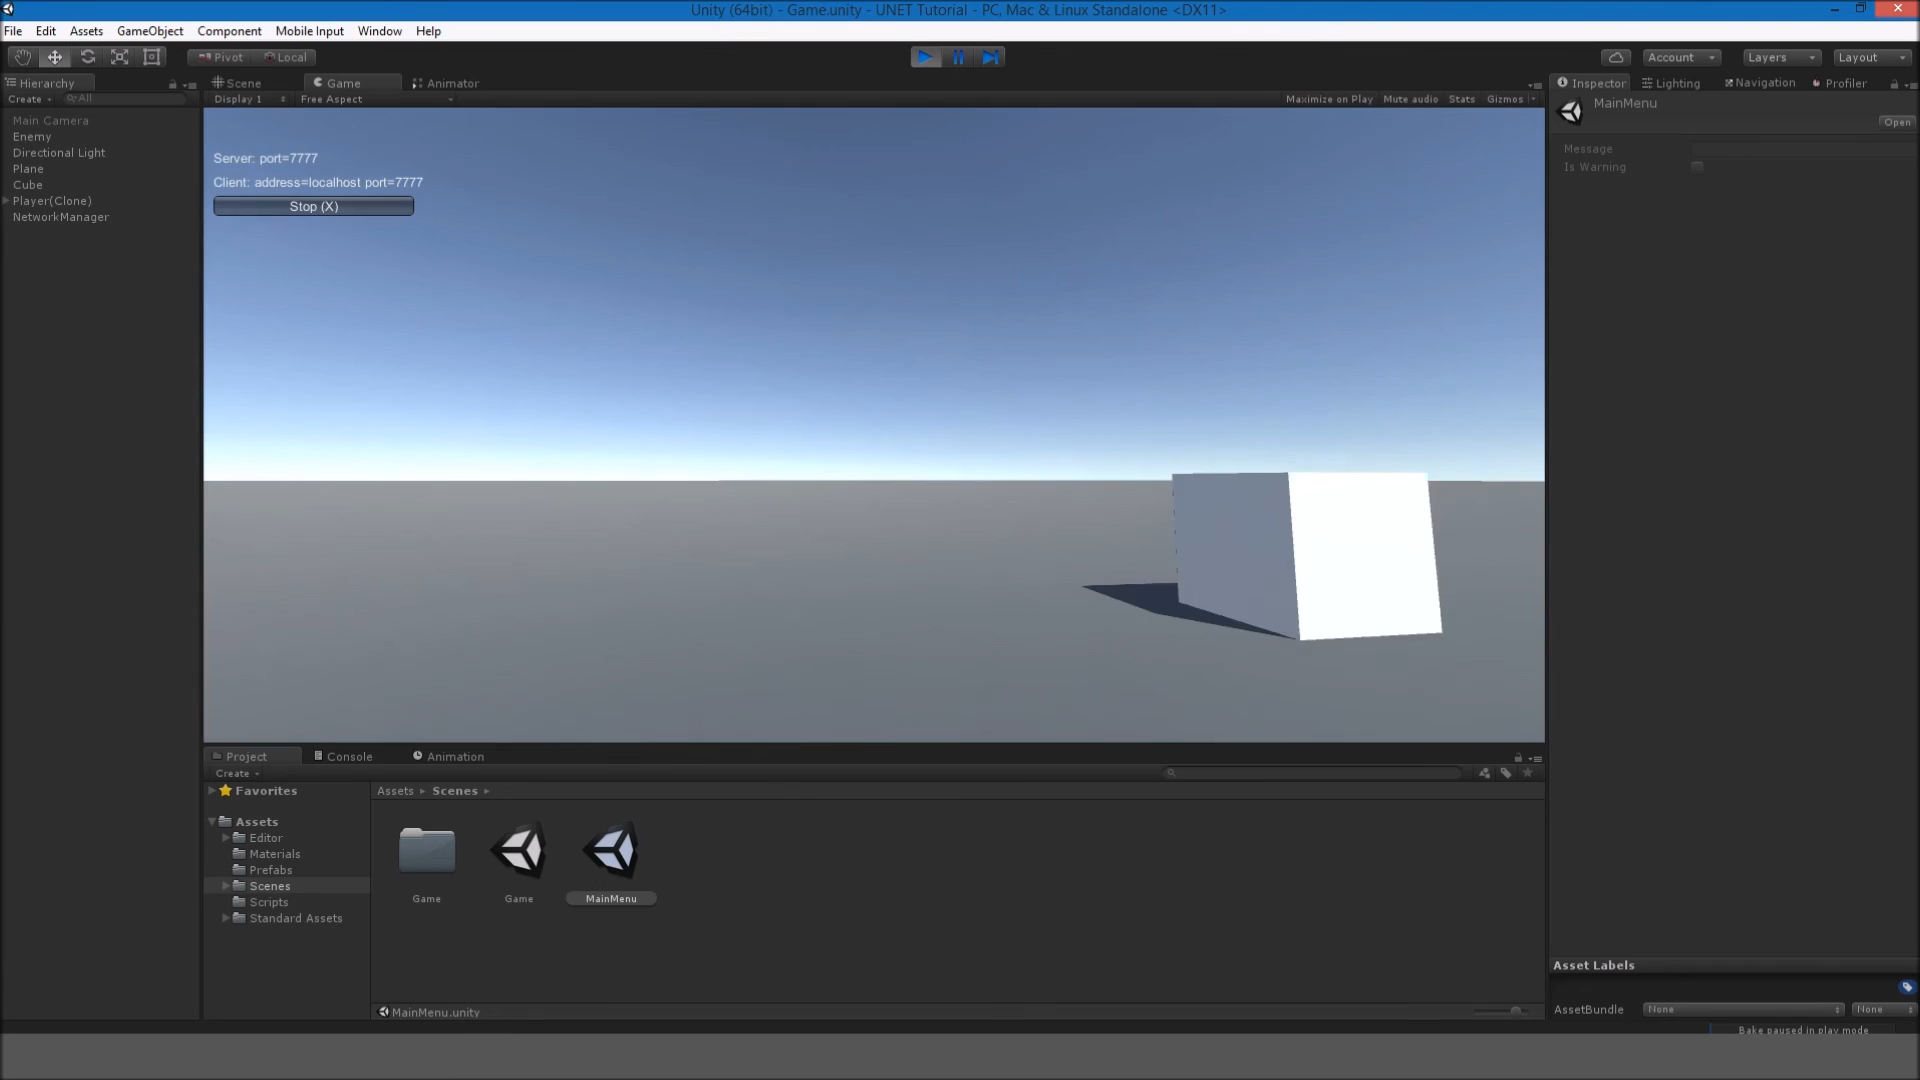 Unity (64bit) - Game.unity - UNET Tutorial - PC, Mac & Linux Standalone <DX11>
File Edit Assets GameObject Component Mobile Input Window Help
Pivot Local Account Layers Layout
Hierarchy Scene Game Animator Inspector Lighting Navigation Profiler
Create All Display 1 Free Aspect Maximize on Play Mute audio Stats Gizmos
MainMenu
Open
Main Camera
Enemy
Directional Light
Plane
Cube
Player(Clone)
NetworkManager
Server: port=7777
Client: address=localhost port=7777
Stop (X)
Message
Is Warning
Project Console Animation
Create
Favorites
Assets
Editor
Materials
Prefabs
Scenes
Scripts
Standard Assets
Assets Scenes
Game Game MainMenu
MainMenu.unity
Asset Labels
AssetBundle None None
Bake paused in play mode